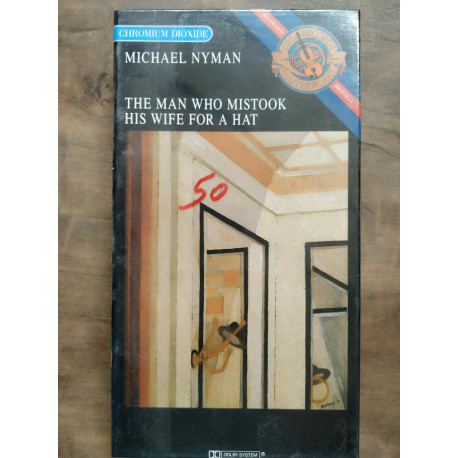 CHROMIUM DIOXIDE
MICHAEL NYMAN
THE MAN WHO MISTOOK
HIS WIFE FOR A HAT
50
DOLBY SYSTEM ®